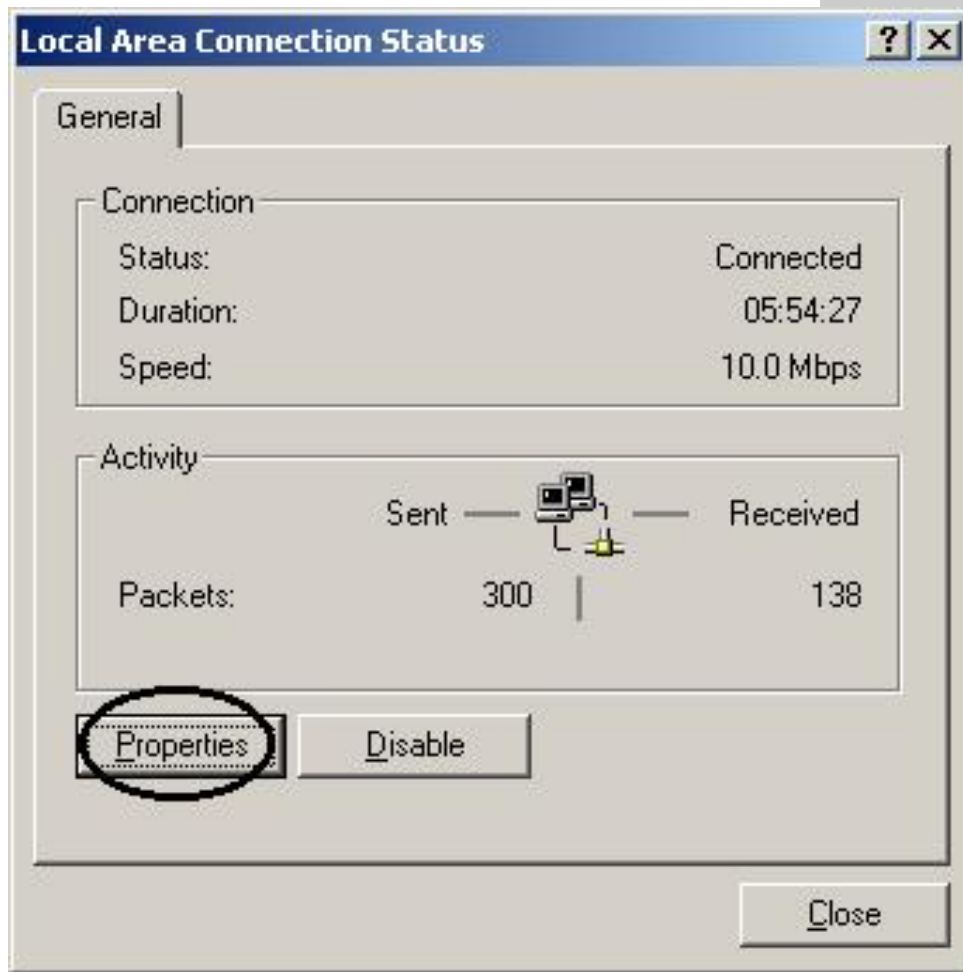 Local Area Connection Status
General
Connection
Status: Connected
Duration: 05:54:27
Speed: 10.0 Mbps
Activity
Sent Received
Packets: 300 138
Properties Disable
Close